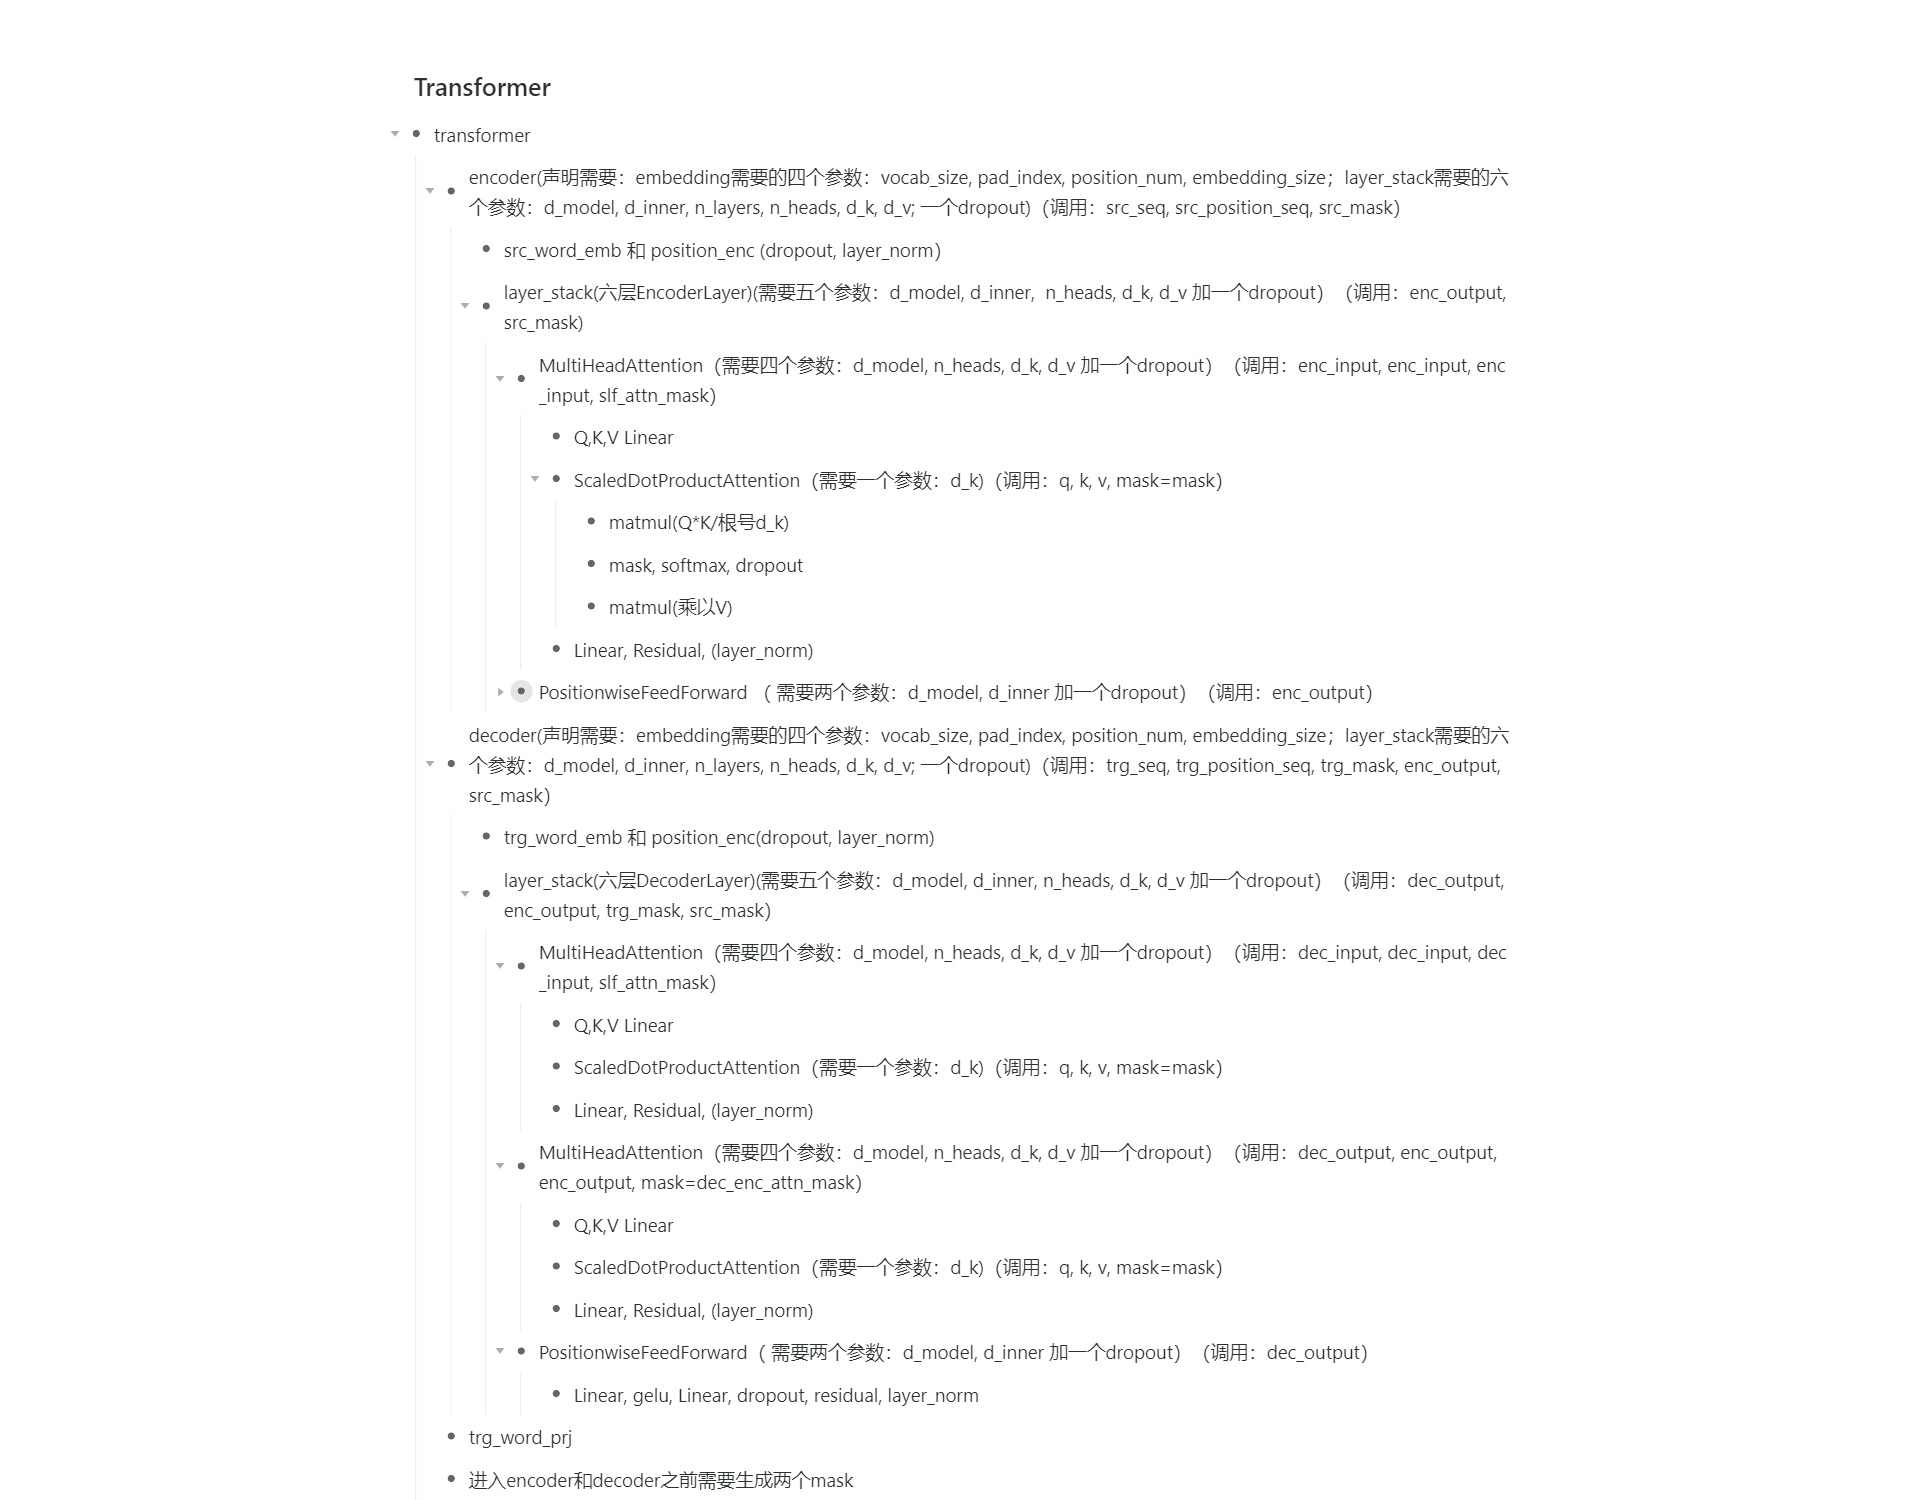 Transformer
transformer
encoder(声明需要：embedding需要的四个参数：vocab_size, pad_index, position_num, embedding_size；layer_stack需要的六
个参数：d_model, d_inner, n_layers, n_heads, d_k, d_v; 一个dropout)（调用：src_seq, src_position_seq, src_mask）
src_word_emb 和 position_enc (dropout, layer_norm）
layer_stack(六层EncoderLayer)(需要五个参数：d_model, d_inner,  n_heads, d_k, d_v 加一个dropout） （调用：enc_output,
src_mask)
MultiHeadAttention（需要四个参数：d_model, n_heads, d_k, d_v 加一个dropout） （调用：enc_input, enc_input, enc
_input, slf_attn_mask）
Q,K,V Linear
ScaledDotProductAttention（需要一个参数：d_k)（调用：q, k, v, mask=mask）
matmul(Q*K/根号d_k)
mask, softmax, dropout
matmul(乘以V)
Linear, Residual, (layer_norm)
PositionwiseFeedForward （ 需要两个参数：d_model, d_inner 加一个dropout） （调用：enc_output）
decoder(声明需要：embedding需要的四个参数：vocab_size, pad_index, position_num, embedding_size；layer_stack需要的六
个参数：d_model, d_inner, n_layers, n_heads, d_k, d_v; 一个dropout)（调用：trg_seq, trg_position_seq, trg_mask, enc_output,
src_mask）
trg_word_emb 和 position_enc(dropout, layer_norm)
layer_stack(六层DecoderLayer)(需要五个参数：d_model, d_inner, n_heads, d_k, d_v 加一个dropout） （调用：dec_output,
enc_output, trg_mask, src_mask)
MultiHeadAttention（需要四个参数：d_model, n_heads, d_k, d_v 加一个dropout） （调用：dec_input, dec_input, dec
_input, slf_attn_mask）
Q,K,V Linear
ScaledDotProductAttention（需要一个参数：d_k)（调用：q, k, v, mask=mask）
Linear, Residual, (layer_norm)
MultiHeadAttention（需要四个参数：d_model, n_heads, d_k, d_v 加一个dropout） （调用：dec_output, enc_output,
enc_output, mask=dec_enc_attn_mask）
Q,K,V Linear
ScaledDotProductAttention（需要一个参数：d_k)（调用：q, k, v, mask=mask）
Linear, Residual, (layer_norm)
PositionwiseFeedForward（ 需要两个参数：d_model, d_inner 加一个dropout） （调用：dec_output）
Linear, gelu, Linear, dropout, residual, layer_norm
trg_word_prj
进入encoder和decoder之前需要生成两个mask